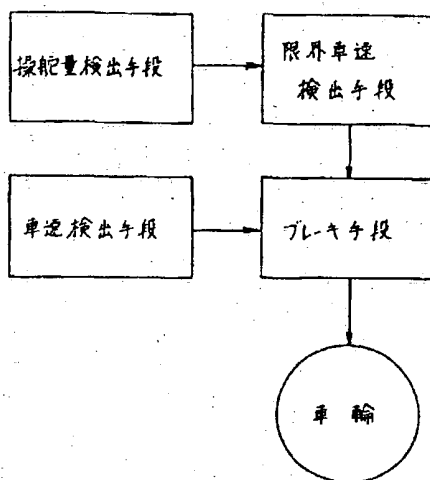 操舵量検出手段
限界車速
検出手段
車速検出手段
ブレーキ手段
車輪